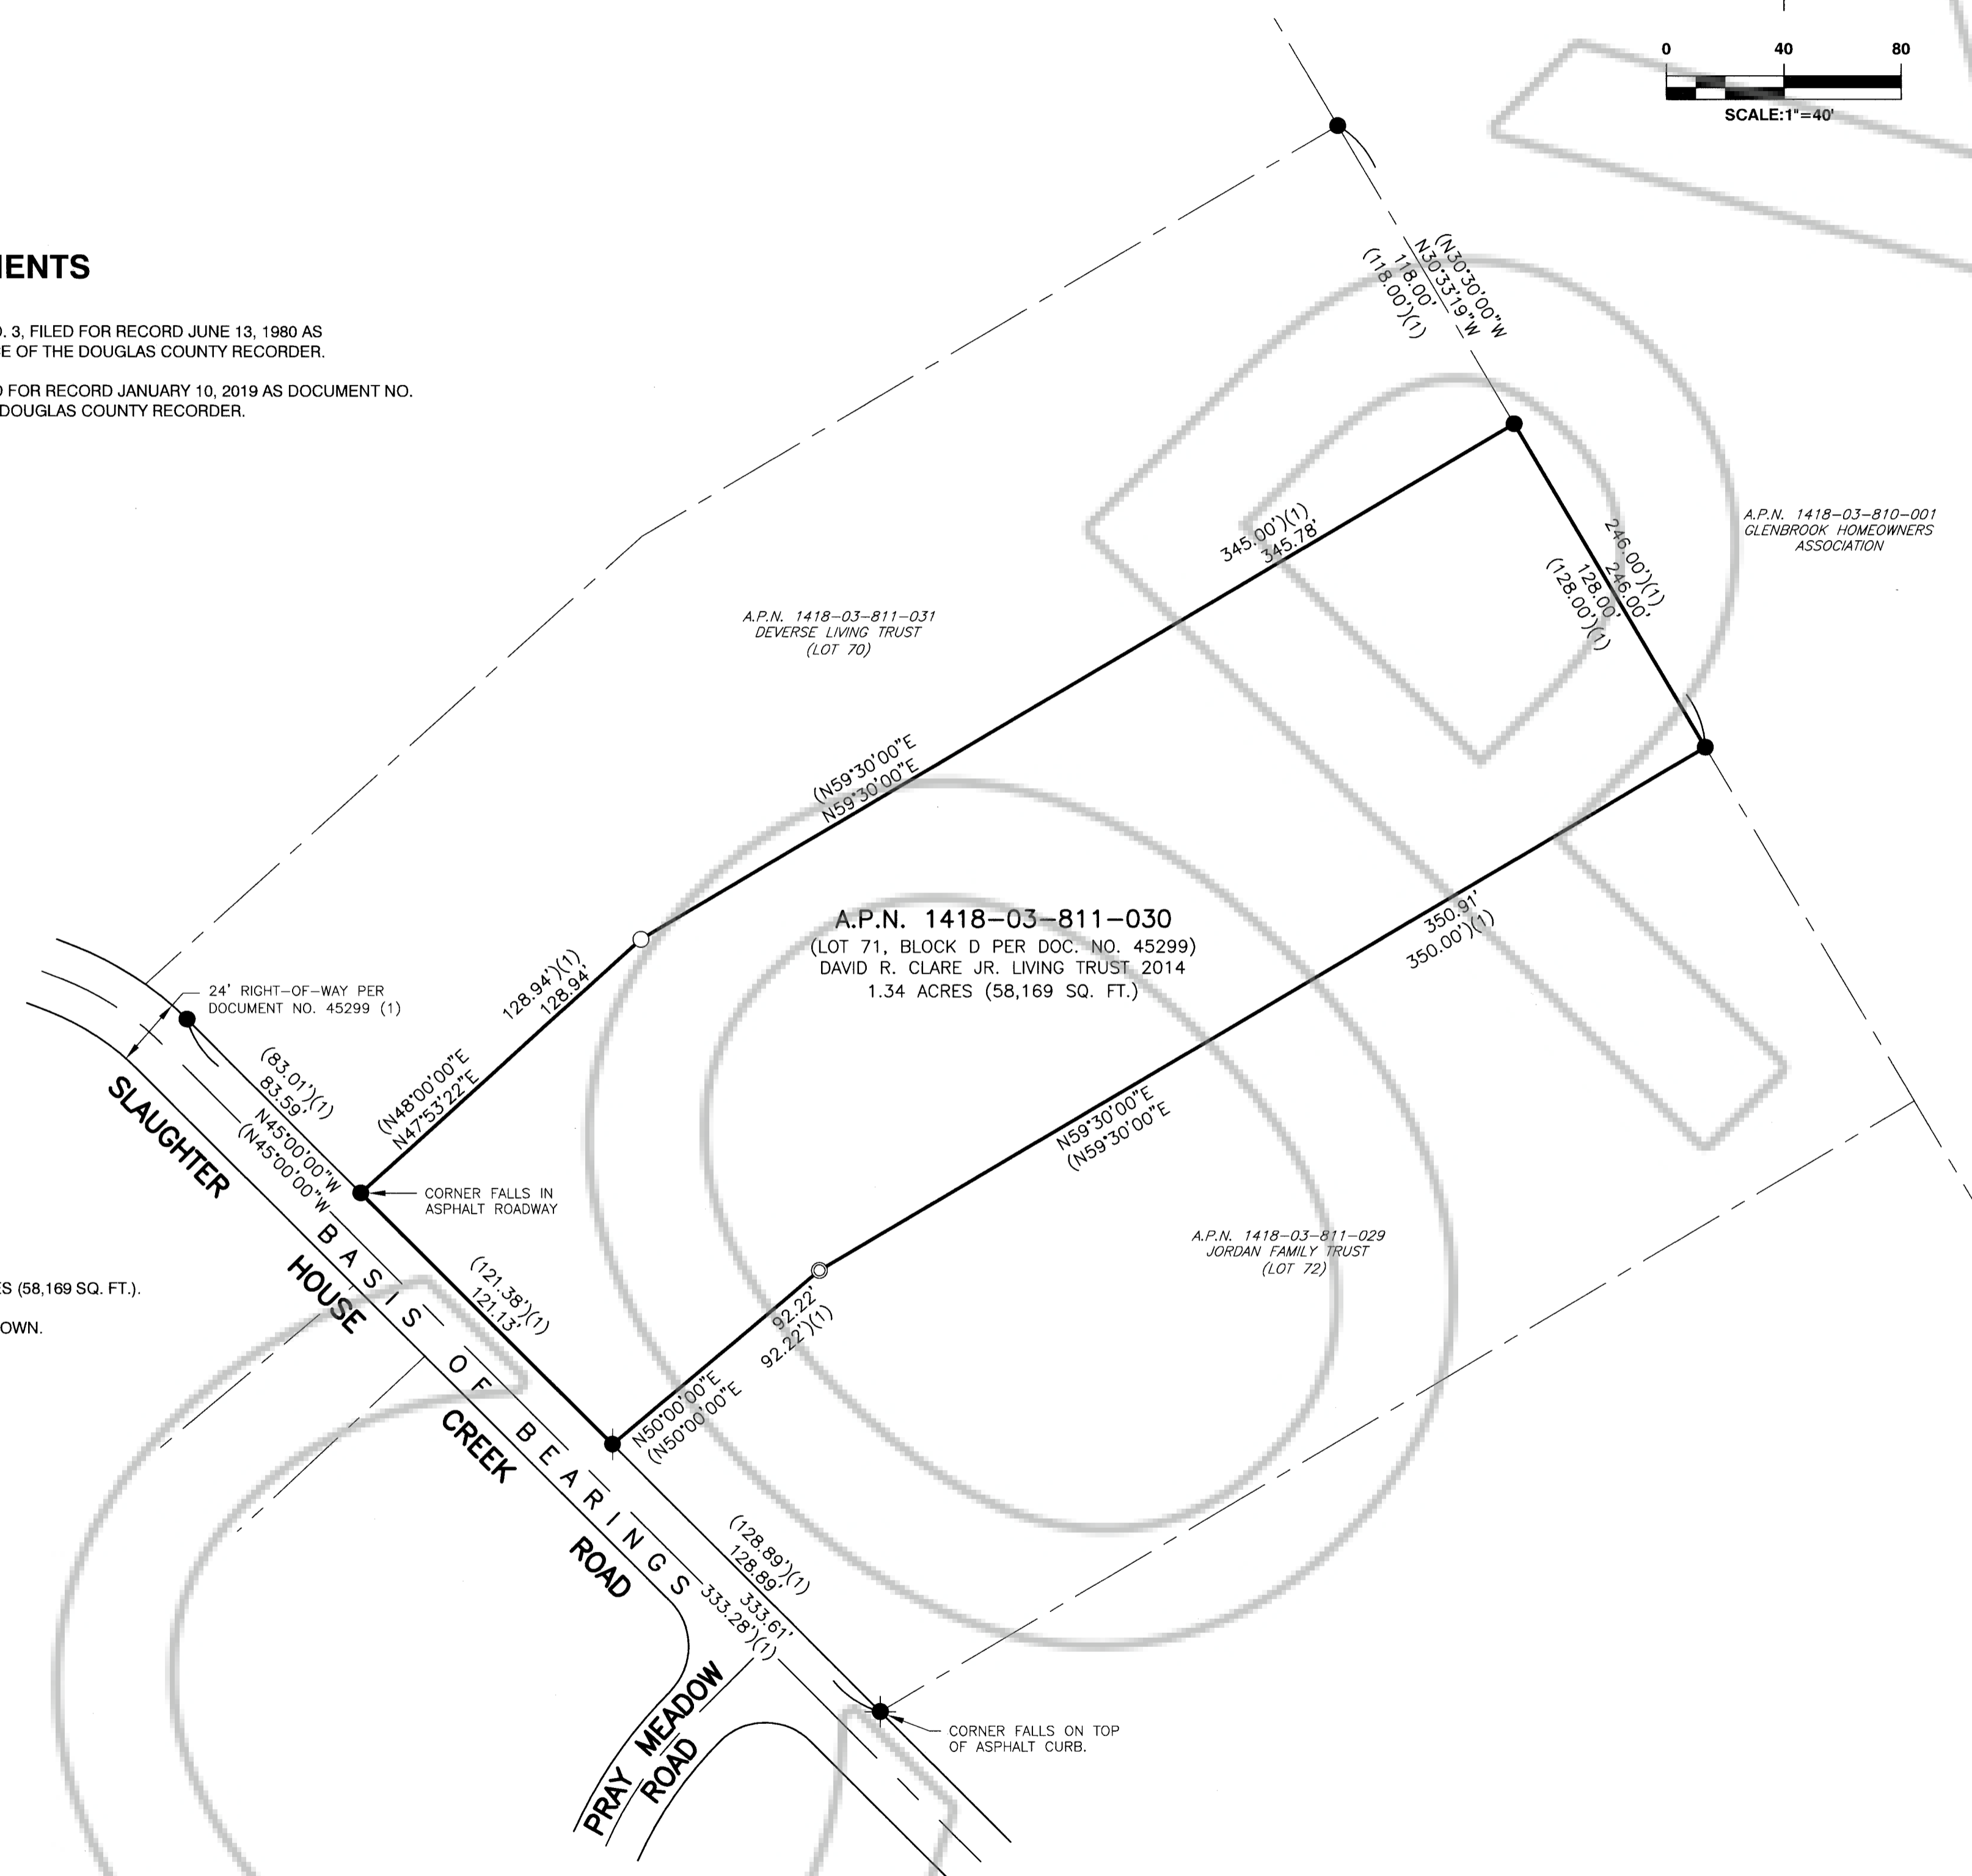 0 40 80
SCALE:1"=40'
IENTS
. 3, FILED FOR RECORD JUNE 13, 1980 AS
E OF THE DOUGLAS COUNTY RECORDER.
FOR RECORD JANUARY 10, 2019 AS DOCUMENT NO.
DOUGLAS COUNTY RECORDER.
(N30°30'00"W
N30°33'19"W
118.00'
(118.00')(1)
345.00')(1)
345.78'
A.P.N. 1418-03-810-001
GLENBROOK HOMEOWNERS
ASSOCIATION
246.00')(1)
246.00'
128.00'
(128.00')(1)
A.P.N. 1418-03-811-031
DEVERSE LIVING TRUST
(LOT 70)
(N59°30'00"E
N59°30'00"E
A.P.N. 1418-03-811-030
(LOT 71, BLOCK D PER DOC. NO. 45299)
DAVID R. CLARE JR. LIVING TRUST 2014
1.34 ACRES (58,169 SQ. FT.)
350.91'
350.00')(1)
128.94')(1)
128.94'
24' RIGHT-OF-WAY PER
DOCUMENT NO. 45299 (1)
(N48°00'00"E
N47°53'22"E
(83.01')(1)
83.59'
N45°00'00"W
(N45°00'00"W
N59°30'00"E
(N59°30'00"E
CORNER FALLS IN
ASPHALT ROADWAY
SLAUGHTER HOUSE CREEK ROAD
BASIS OF BEARINGS
(121.38')(1)
121.13'
A.P.N. 1418-03-811-029
JORDAN FAMILY TRUST
(LOT 72)
S (58,169 SQ. FT.).
OWN.
92.22'
92.22')(1)
N50°00'00"E
(N50°00'00"E
(128.89')(1)
128.89'
333.61'
333.28')(1)
PRAY MEADOW
ROAD
CORNER FALLS ON TOP
OF ASPHALT CURB.